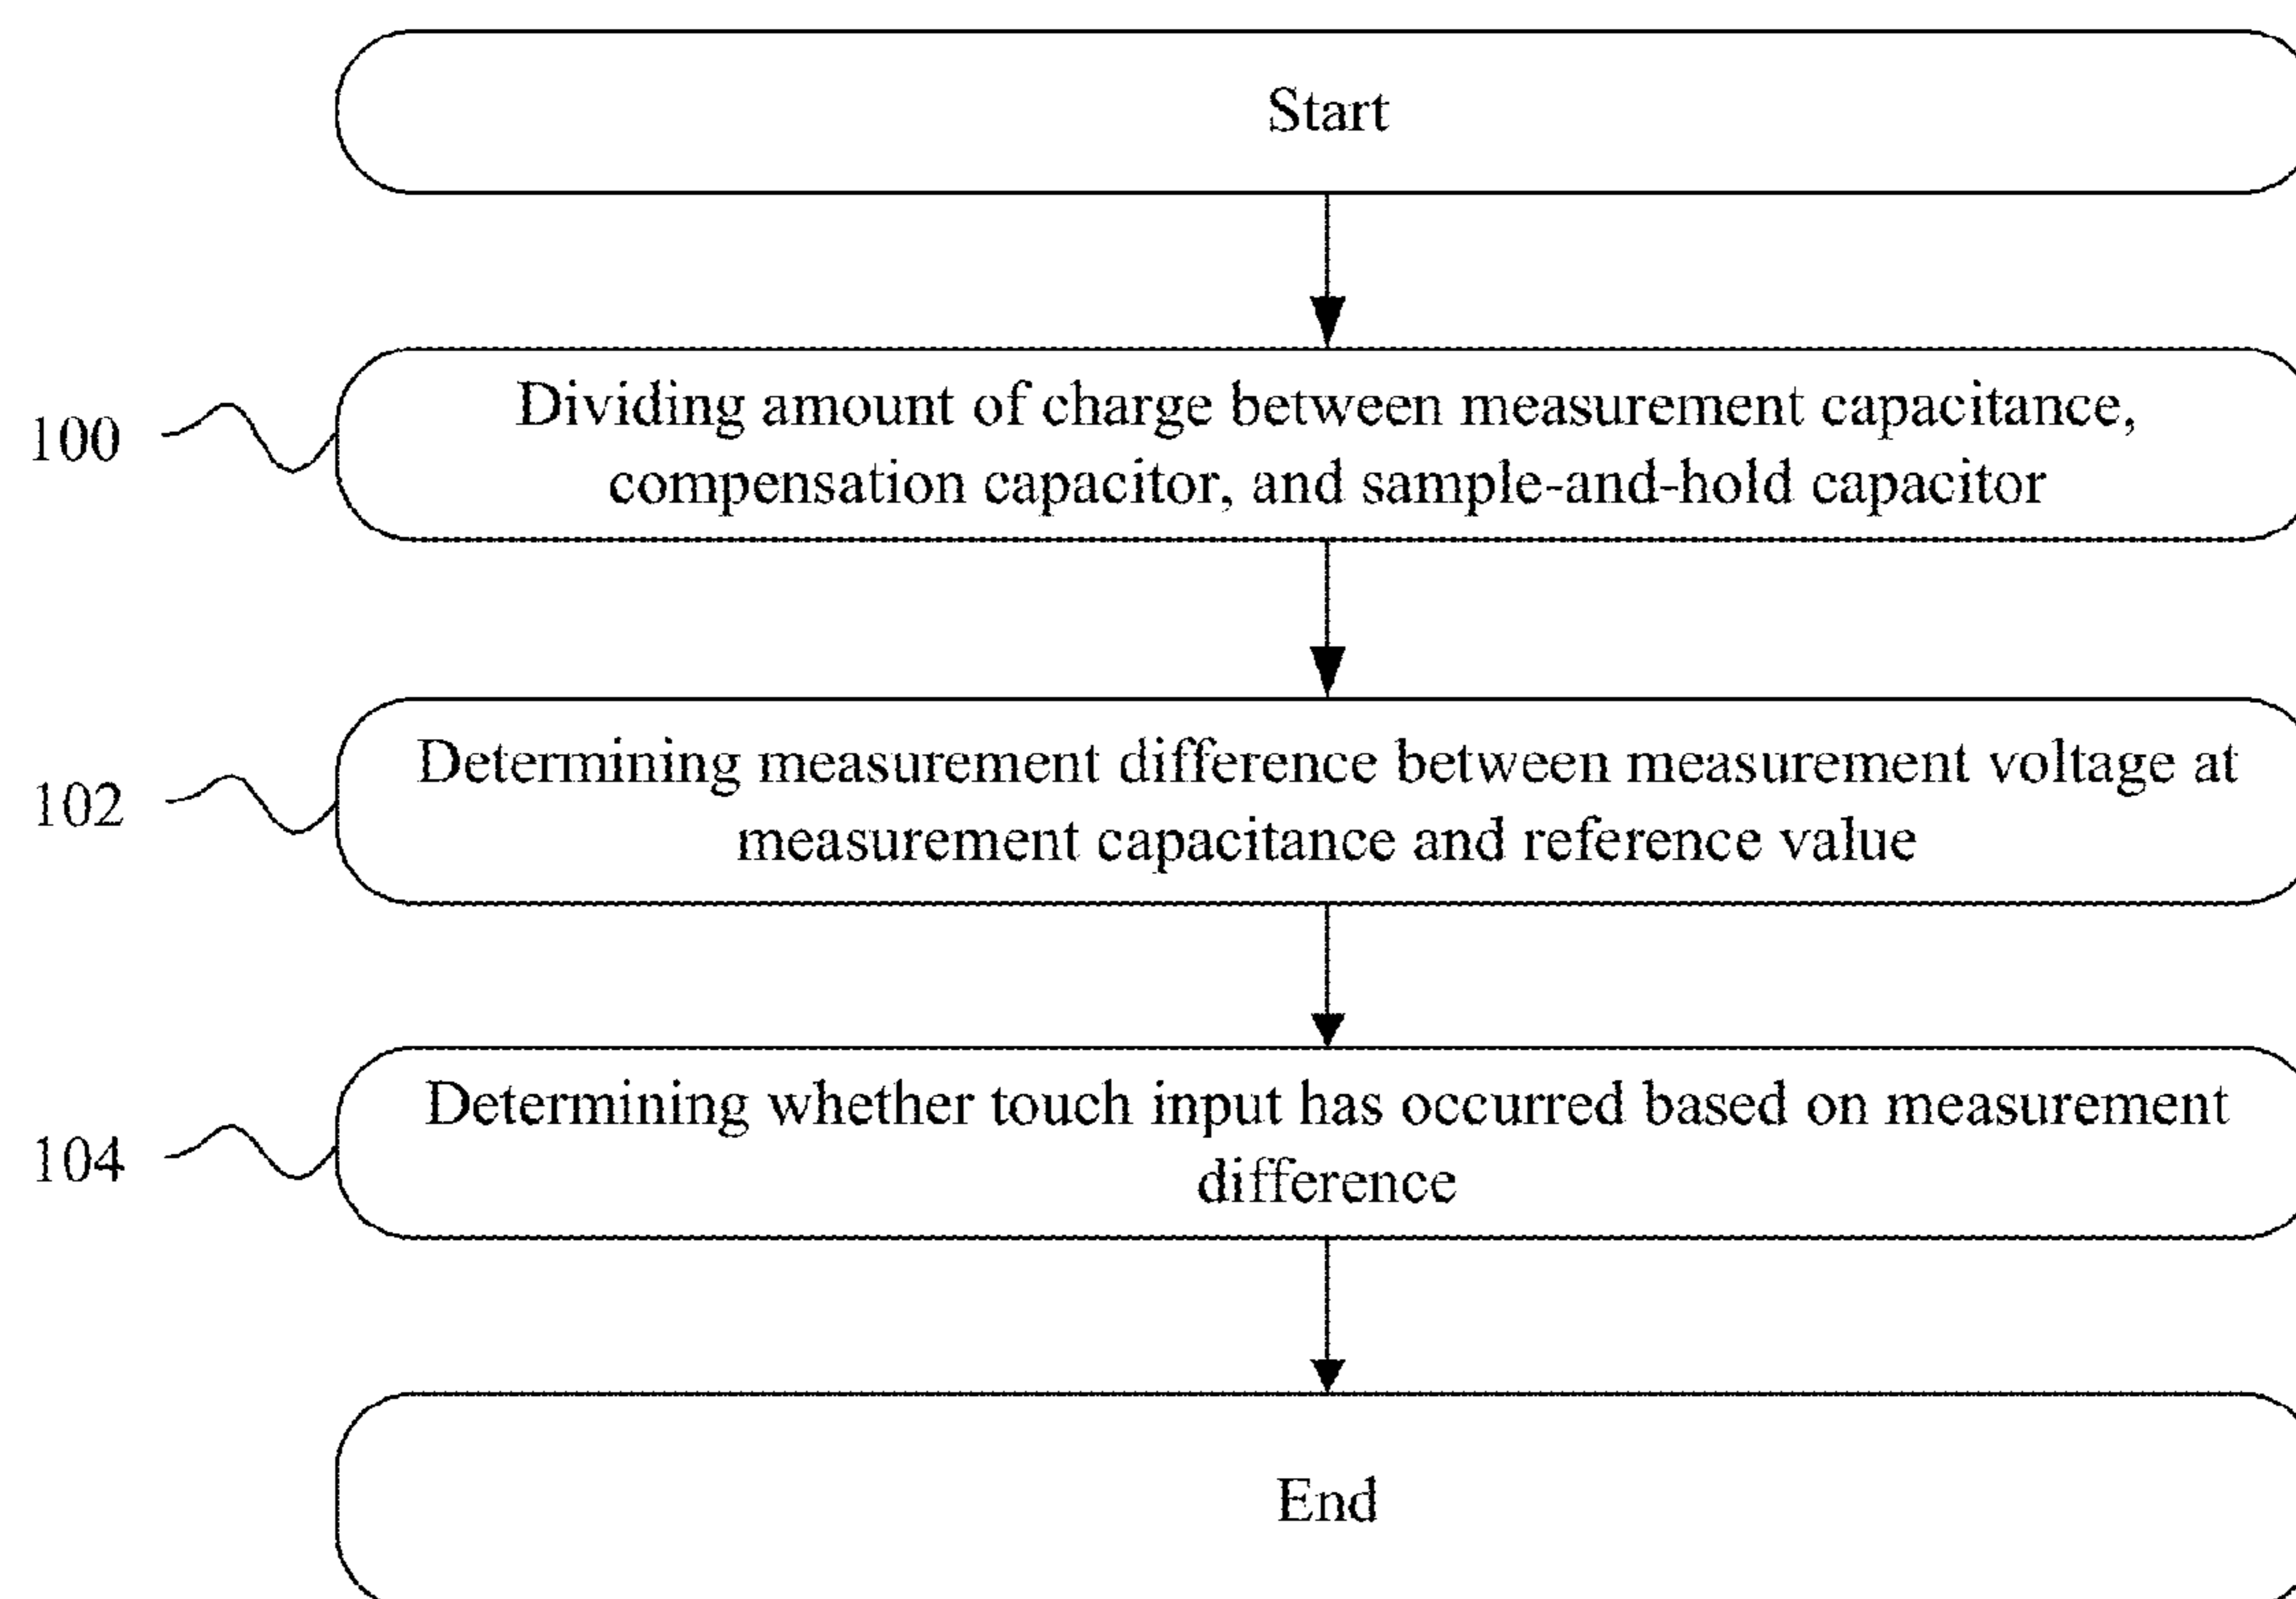 Start
100
Dividing amount of charge between measurement capacitance,
compensation capacitor, and sample-and-hold capacitor
102
Determining measurement difference between measurement voltage at
measurement capacitance and reference value
104
Determining whether touch input has occurred based on measurement
difference
End